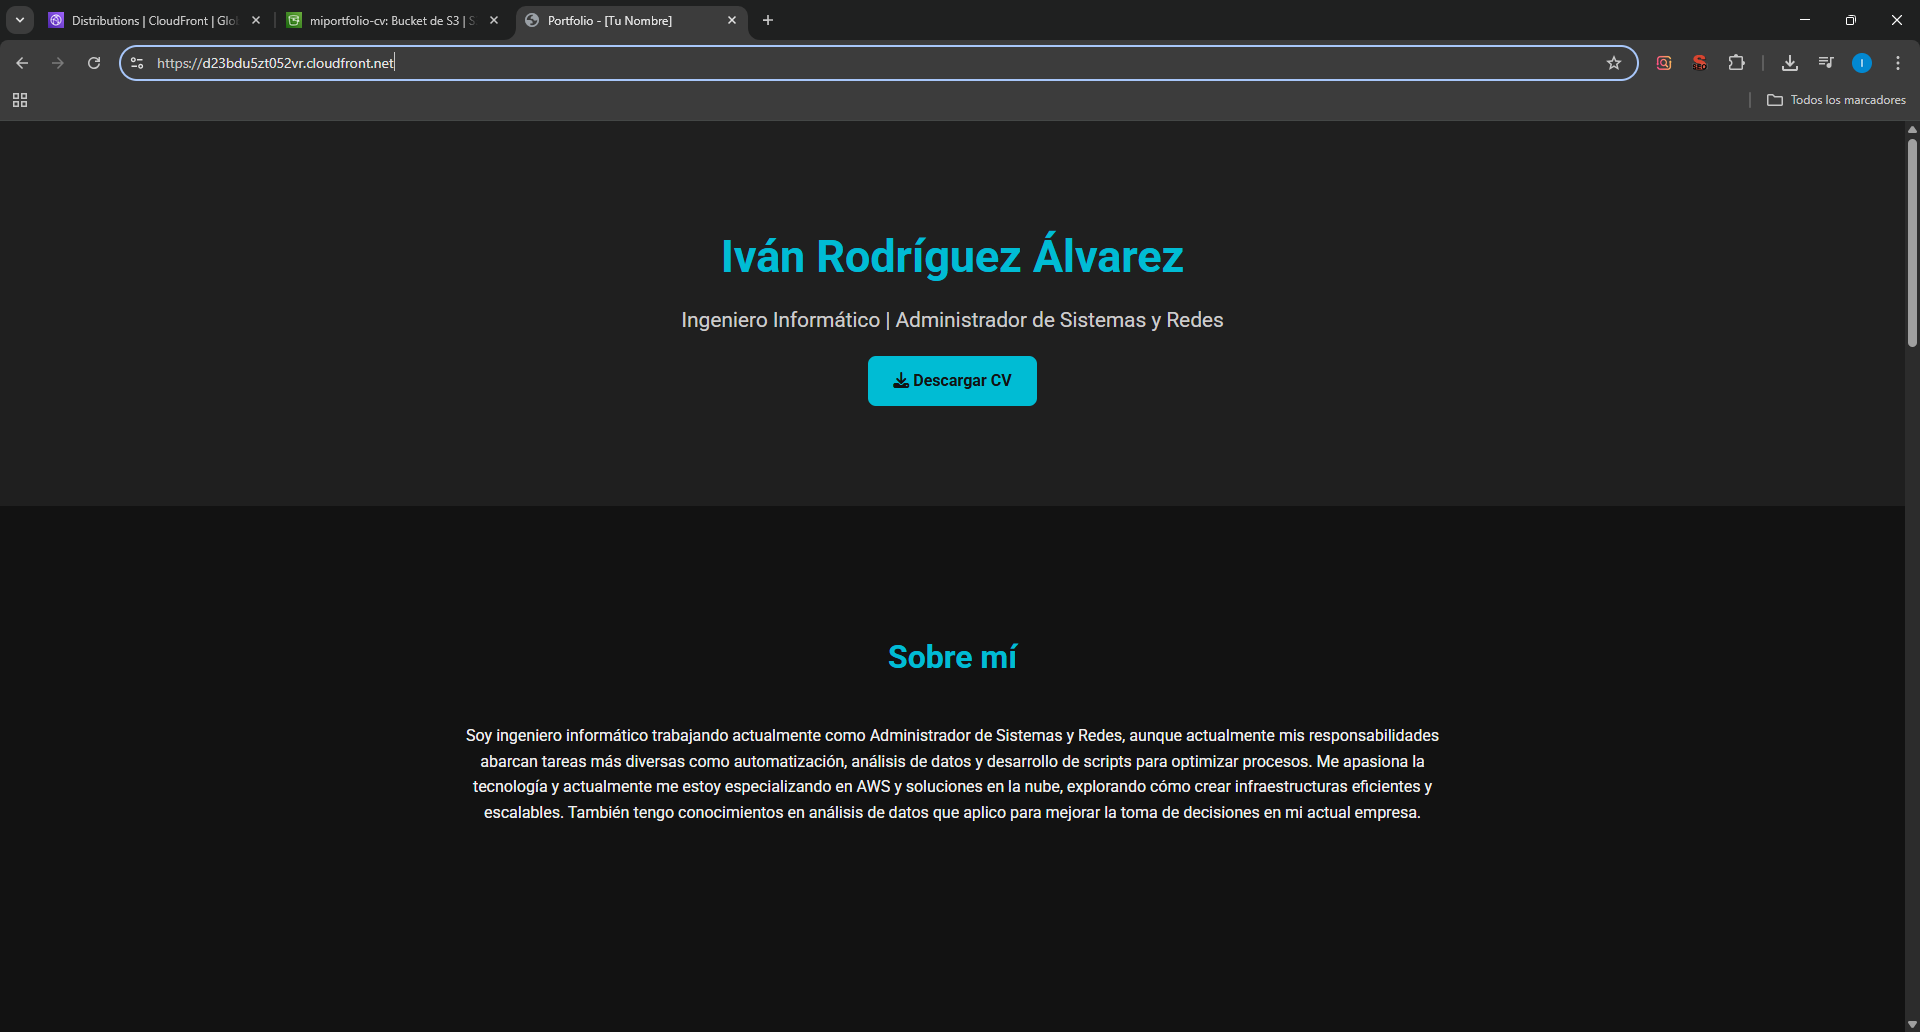 Distributions | CloudFront | Glo
miportfolio-cv: Bucket de S3 | S
Portfolio - [Tu Nombre]
https://d23bdu5zt052vr.cloudfront.net
SEO
I
Todos los marcadores
Iván Rodríguez Álvarez
Ingeniero Informático | Administrador de Sistemas y Redes
Descargar CV
Sobre mí
Soy ingeniero informático trabajando actualmente como Administrador de Sistemas y Redes, aunque actualmente mis responsabilidades
abarcan tareas más diversas como automatización, análisis de datos y desarrollo de scripts para optimizar procesos. Me apasiona la
tecnología y actualmente me estoy especializando en AWS y soluciones en la nube, explorando cómo crear infraestructuras eficientes y
escalables. También tengo conocimientos en análisis de datos que aplico para mejorar la toma de decisiones en mi actual empresa.